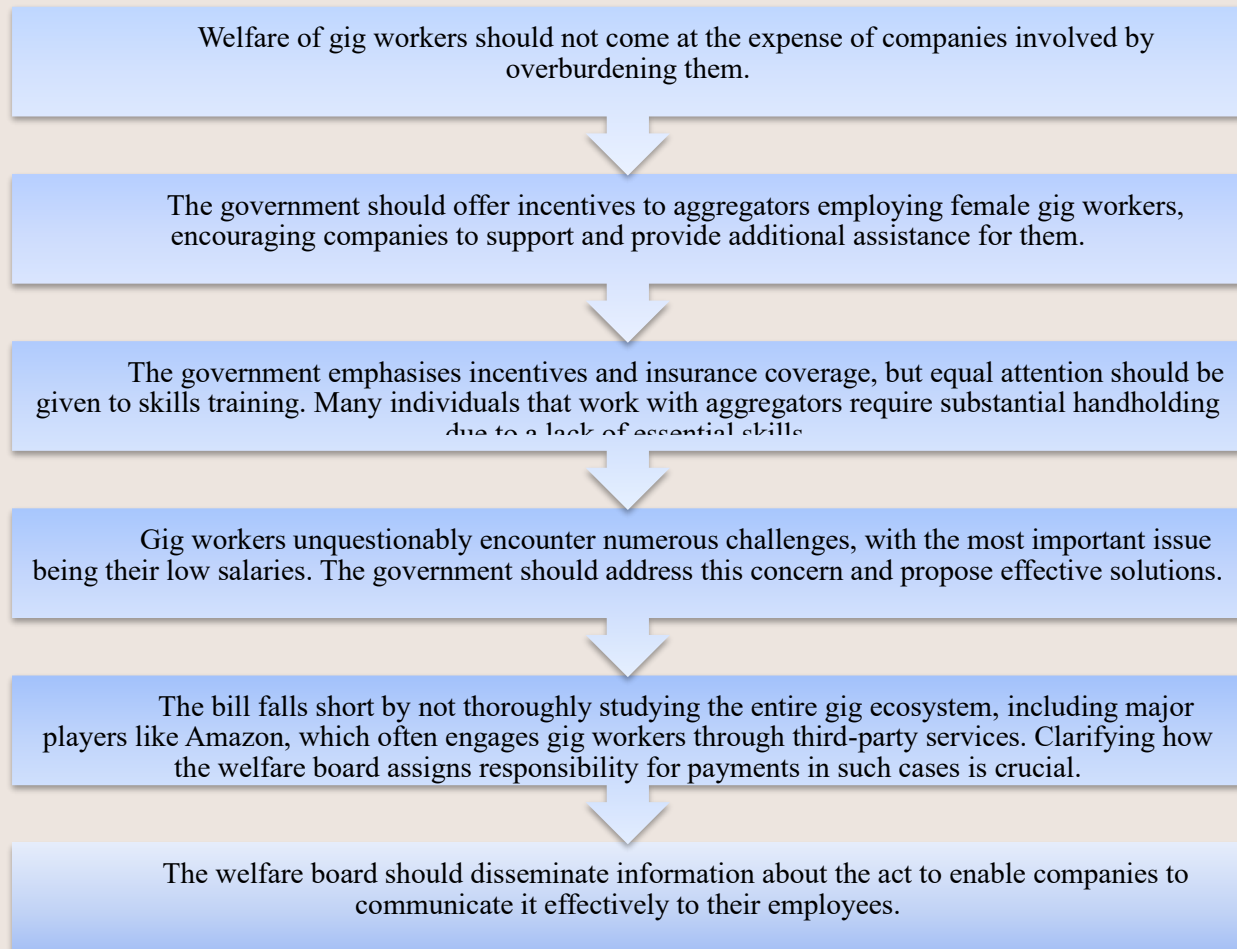 Welfare of gig workers should not come at the expense of companies involved by
overburdening them.
The government should offer incentives to aggregators employing female gig workers,
encouraging companies to support and provide additional assistance for them.
The government emphasises incentives and insurance coverage, but equal attention should be
given to skills training. Many individuals that work with aggregators require substantial handholding
due to a lack of essential skills
Gig workers unquestionably encounter numerous challenges, with the most important issue
being their low salaries. The government should address this concern and propose effective solutions.
The bill falls short by not thoroughly studying the entire gig ecosystem, including major
players like Amazon, which often engages gig workers through third-party services. Clarifying how
the welfare board assigns responsibility for payments in such cases is crucial.
The welfare board should disseminate information about the act to enable companies to
communicate it effectively to their employees.